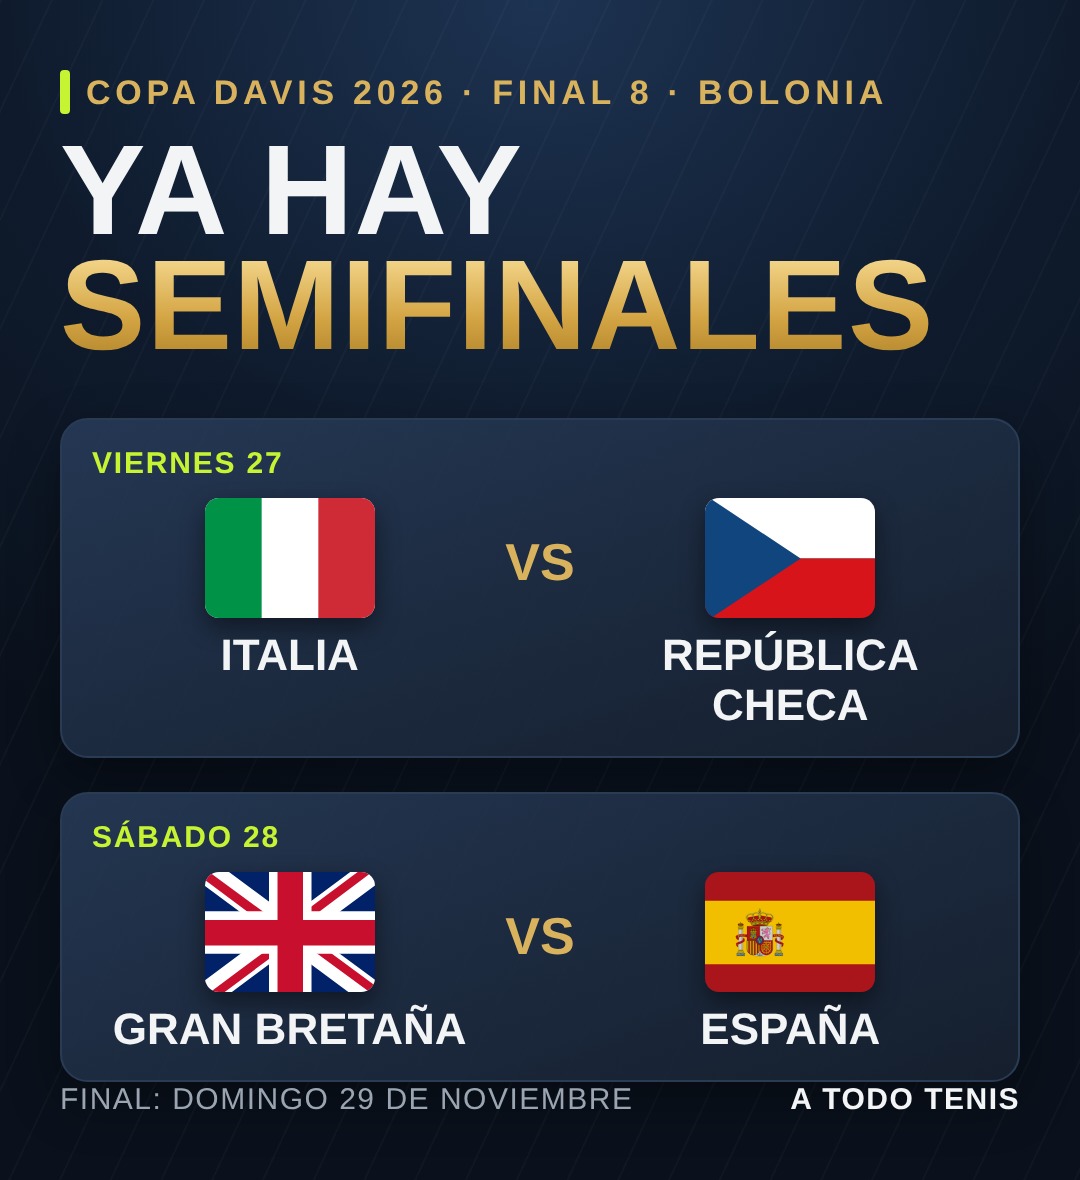 COPA DAVIS 2026 · FINAL 8 · BOLONIA
YA HAY
SEMIFINALES
VIERNES 27
VS
ITALIA
REPÚBLICA
CHECA
SÁBADO 28
VS
GRAN BRETAÑA
ESPAÑA
FINAL: DOMINGO 29 DE NOVIEMBRE
A TODO TENIS